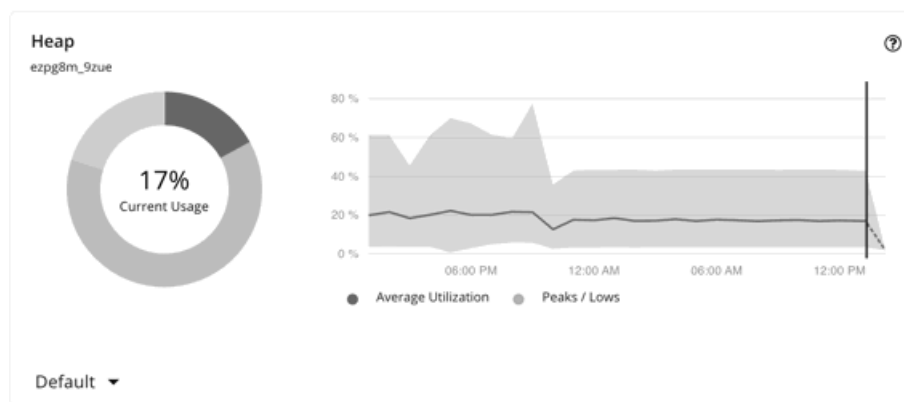 Heap
ezpg8m_9zue
17%
Current Usage
80 %
60 %
40 %
20 %
0 %
06:00 PM
12:00 AM
06:00 AM
12:00 PM
Average Utilization
Peaks / Lows
Default